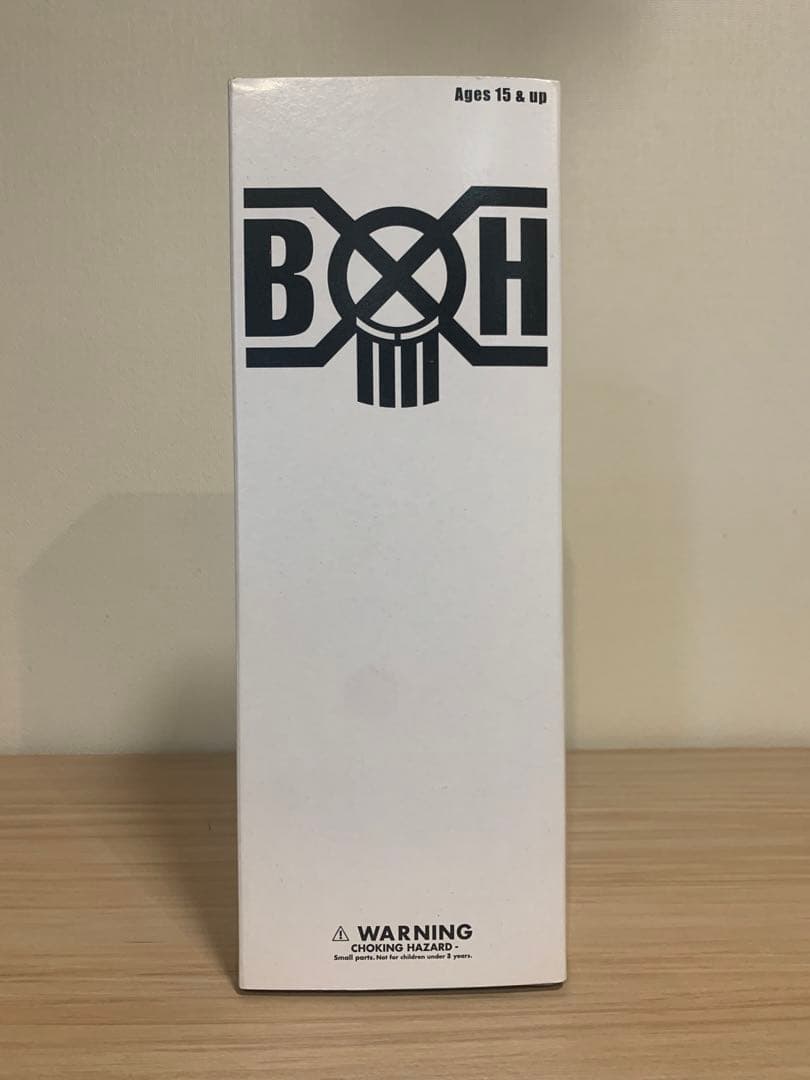 Ages 15 & up
B H
⚠ WARNING
CHOKING HAZARD -
Small parts. Not for children under 3 years.